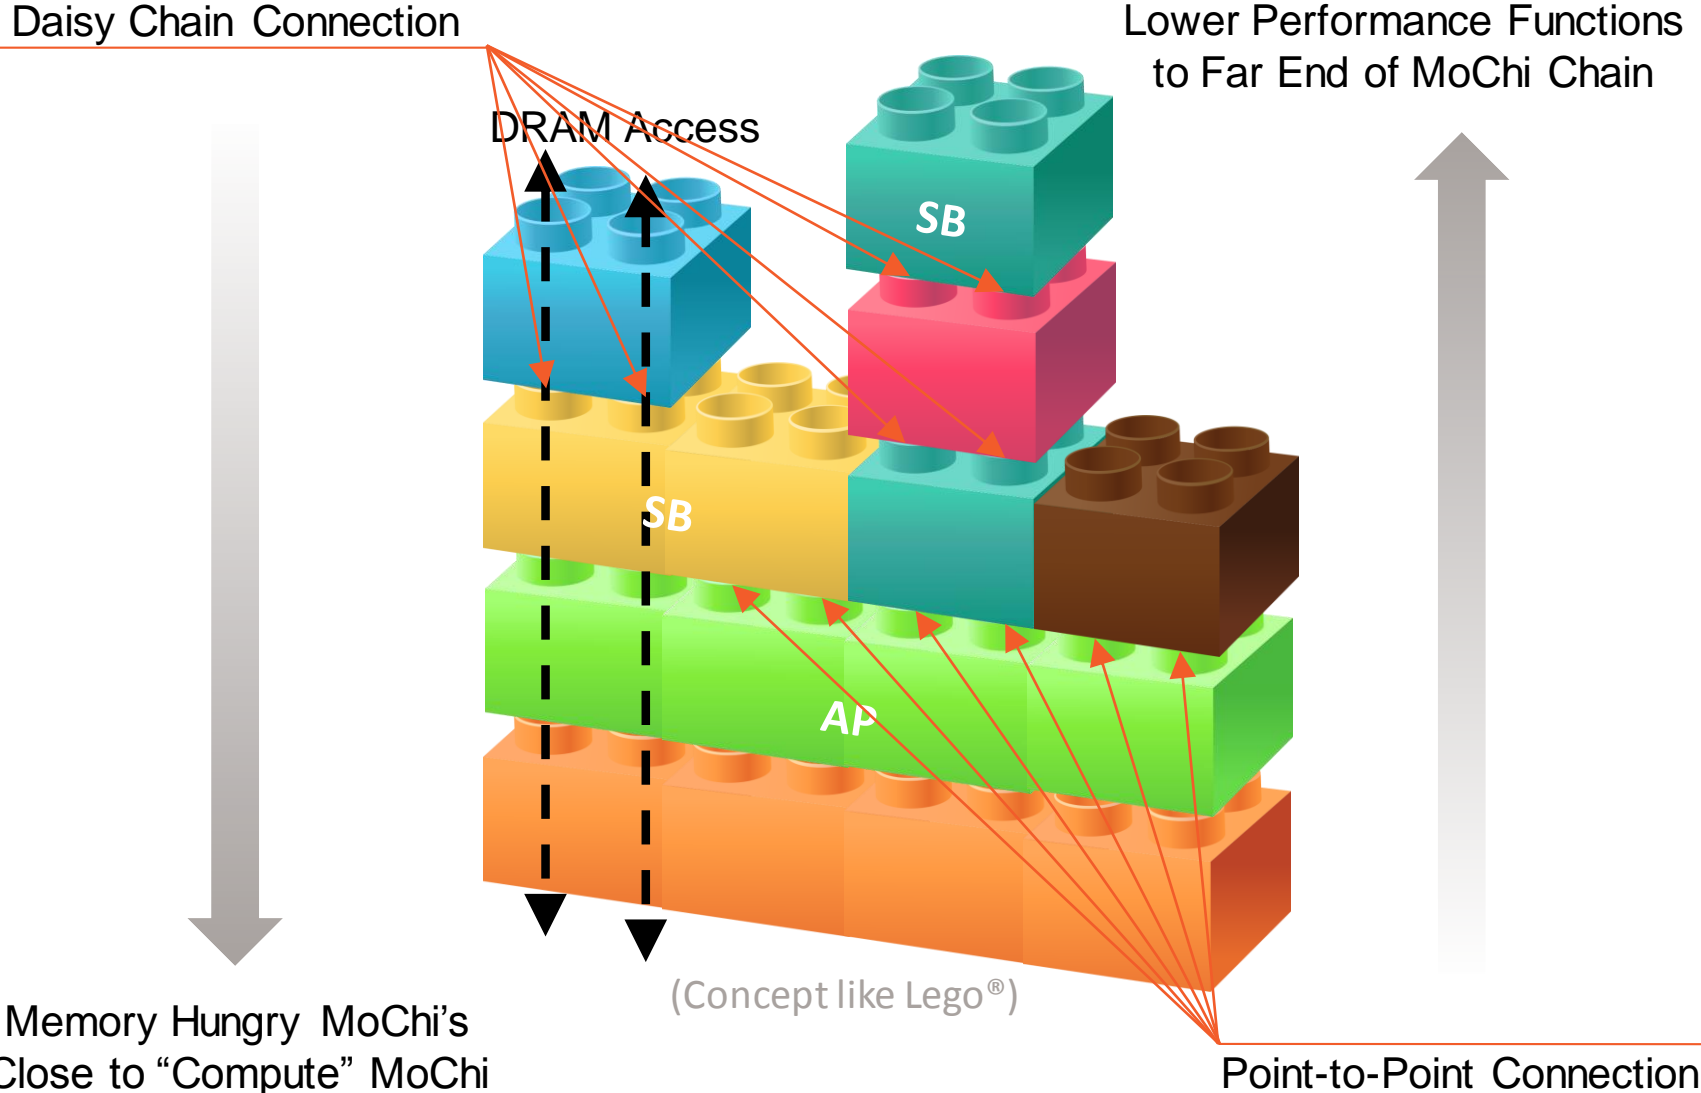 Daisy Chain Connection
Lower Performance Functions
to Far End of MoChi Chain
DRAM Access
SB
SB
AP
(Concept like Lego®)
Memory Hungry MoChi’s
Close to “Compute” MoChi
Point-to-Point Connection